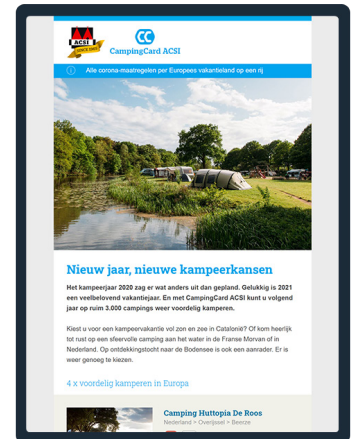 ACSI
SINCE 1965
CC
CampingCard ACSI
Alle corona-maatregelen per Europees vakantieland op een rij
Nieuw jaar, nieuwe kampeerkansen
Het kampeerjaar 2020 zag er wat anders uit dan gepland. Gelukkig is 2021
een veelbelovend vakantiejaar. En met CampingCard ACSI kunt u volgend
jaar op ruim 3.000 campings weer voordelig kamperen.
Kiest u voor een kampeervakantie vol zon en zee in Catalonië? Of kom heerlijk
tot rust op een sfeervolle camping aan het water in de Franse Morvan of in
Nederland. Op ontdekkingstocht naar de Bodensee is ook een aanrader. Er is
weer genoeg te kiezen.
4 x voordelig kamperen in Europa
Camping Huttopia De Roos
Nederland > Overijssel > Beerze